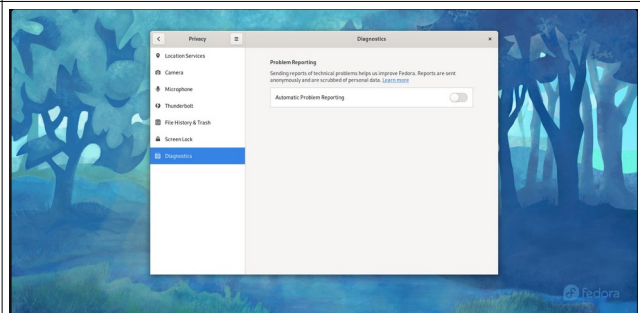 Privacy
Diagnostics
Location Services
Camera
Microphone
Thunderbolt
File History & Trash
Screen Lock
Diagnostics
Problem Reporting
Sending reports of technical problems helps us improve Fedora. Reports are sent
anonymously and are scrubbed of personal data. Learn more
Automatic Problem Reporting
fedora